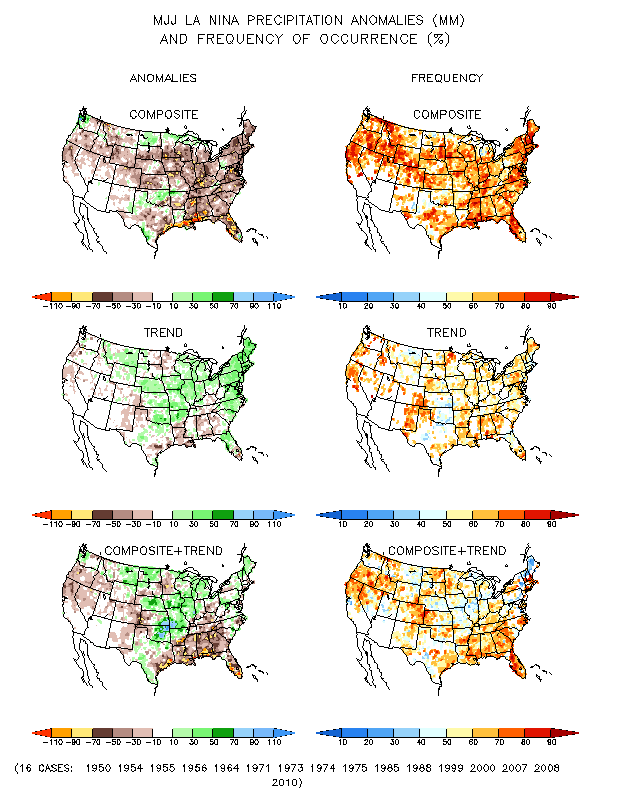 MJJ LA NINA PRECIPITATION ANOMALIES (MM)
AND FREQUENCY OF OCCURRENCE (%)
ANOMALIES FREQUENCY
COMPOSITE COMPOSITE
-110 -90 -70 -50 -30 -10 10 30 50 70 90 110 10 20 30 40 50 60 70 80 90
TREND TREND
-110 -90 -70 -50 -30 -10 10 30 50 70 90 110 10 20 30 40 50 60 70 80 90
COMPOSITE+TREND COMPOSITE+TREND
-110 -90 -70 -50 -30 -10 10 30 50 70 90 110 10 20 30 40 50 60 70 80 90
(16 CASES: 1950 1954 1955 1956 1964 1971 1973 1974 1975 1985 1988 1999 2000 2007 2008
2010)